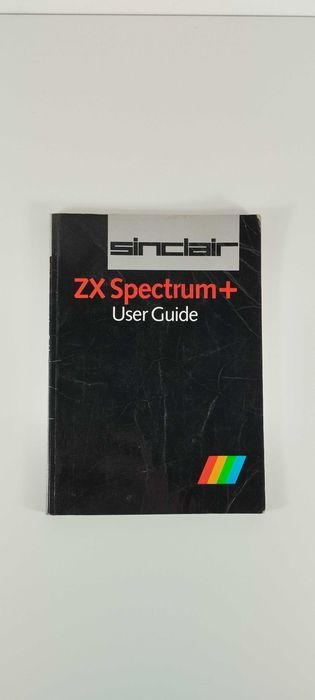 sinclair
ZX Spectrum+
User Guide